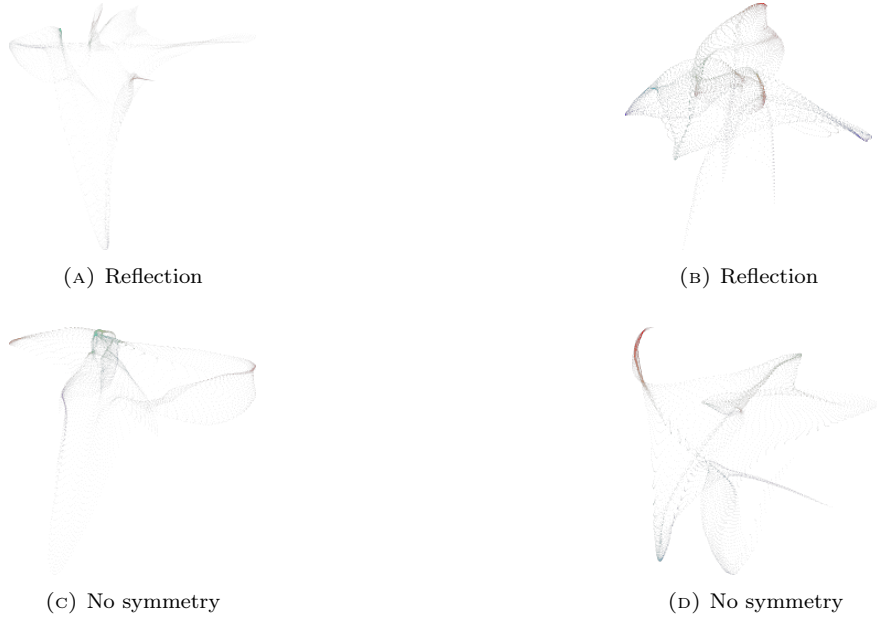 (A) Reflection
(B) Reflection
(C) No symmetry
(D) No symmetry